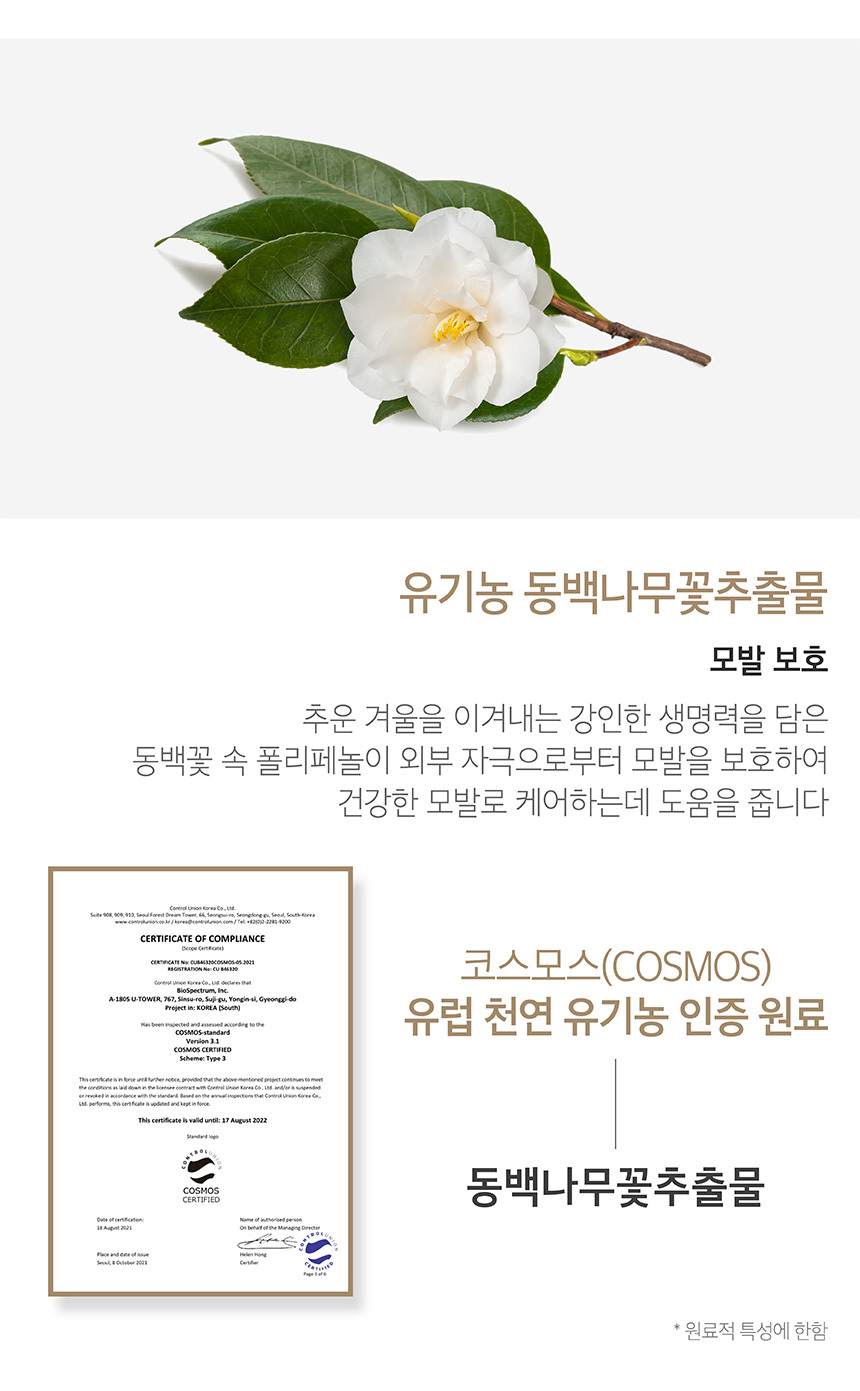 유기농 동백나무꽃추출물
모발 보호
추운 겨울을 이겨내는 강인한 생명력을 담은
동백꽃 속 폴리페놀이 외부 자극으로부터 모발을 보호하여
건강한 모발로 케어하는데 도움을 줍니다
Control Union Korea Co., Ltd.
Suite 908, 909, 910, Seoul Forest Dream Tower, 66, Seongsui-ro, Seongdong-gu, Seoul, South-Korea
www.controlunion.co.kr / korea@controlunion.com / Tel: +82(0)2-2281-9200
CERTIFICATE OF COMPLIANCE
(Scope Certificate)
CERTIFICATE No: CU846320COSMOS-05.2021
REGISTRATION No: CU 846320
Control Union Korea Co., Ltd. declares that
BioSpectrum, Inc.
A-1805 U-TOWER, 767, Sinsu-ro, Suji-gu, Yongin-si, Gyeonggi-do
Project in: KOREA (South)
Has been inspected and assessed according to the
COSMOS-standard
Version 3.1
COSMOS CERTIFIED
Scheme: Type 3
This certificate is in force until further notice, provided that the above-mentioned project continues to meet
the conditions as laid down in the licensee contract with Control Union Korea Co., Ltd. and/or is suspended
or revoked in accordance with the standard. Based on the annual inspections that Control Union Korea Co.,
Ltd. performs, this certificate is updated and kept in force.
This certificate is valid until: 17 August 2022
Standard logo
CONTROLUNION
COSMOS
CERTIFIED
Date of certification:
18 August 2021
Name of authorised person
On behalf of the Managing Director
Place and date of issue
Seoul, 8 October 2021
Helen Hong
Certifier
CONTROLUNION
CERTIFIED
Page 1 of 6
코스모스(COSMOS)
유럽 천연 유기농 인증 원료
동백나무꽃추출물
* 원료적 특성에 한함